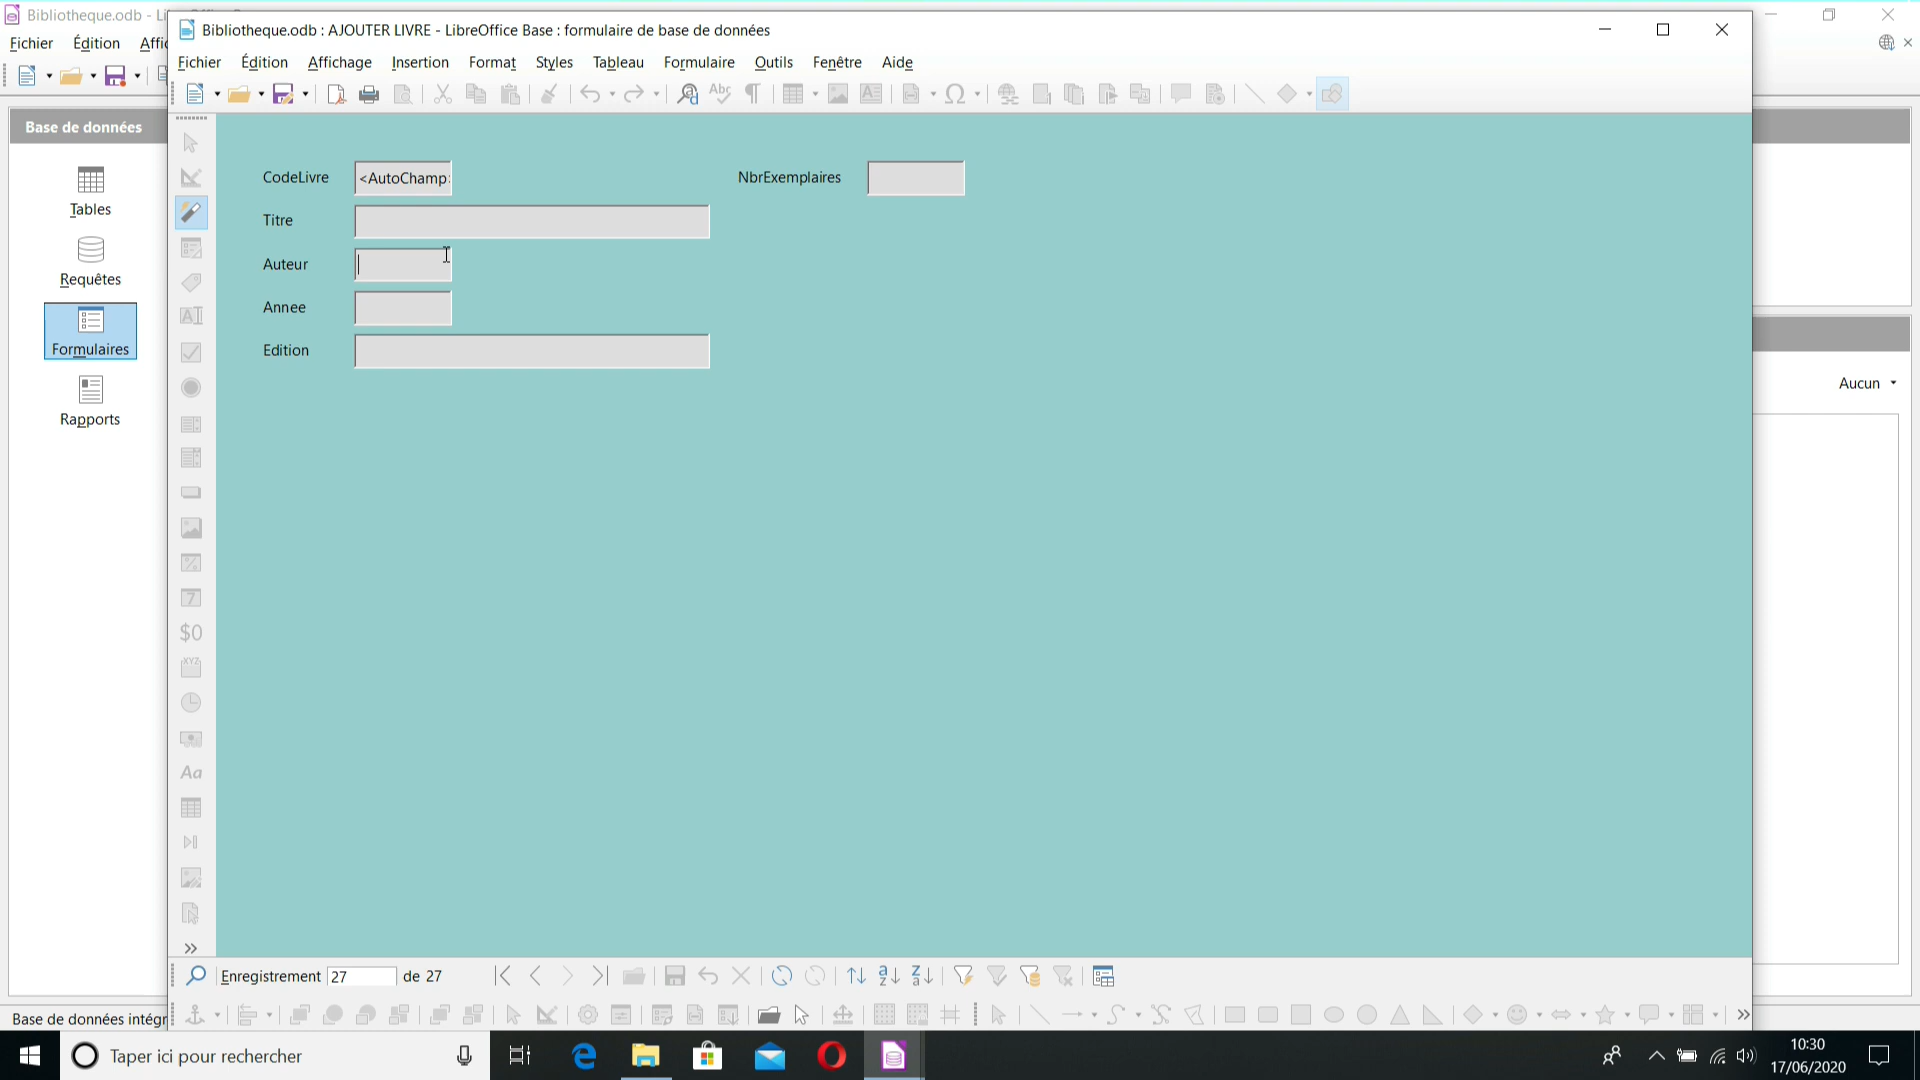 Bibliotheque.odb - Li
Bibliotheque.odb : AJOUTER LIVRE - LibreOffice Base : formulaire de base de données
Fichier Édition Affic
Fichier Édition Affichage Insertion Format Styles Tableau Formulaire Outils Fenêtre Aide
Base de données
Tables
Requêtes
Formulaires
Rapports
CodeLivre <AutoChamp> NbrExemplaires
Titre
Auteur
Annee
Edition
Aucun
Enregistrement 27 de 27
Base de données intégr
Taper ici pour rechercher
10:30
17/06/2020